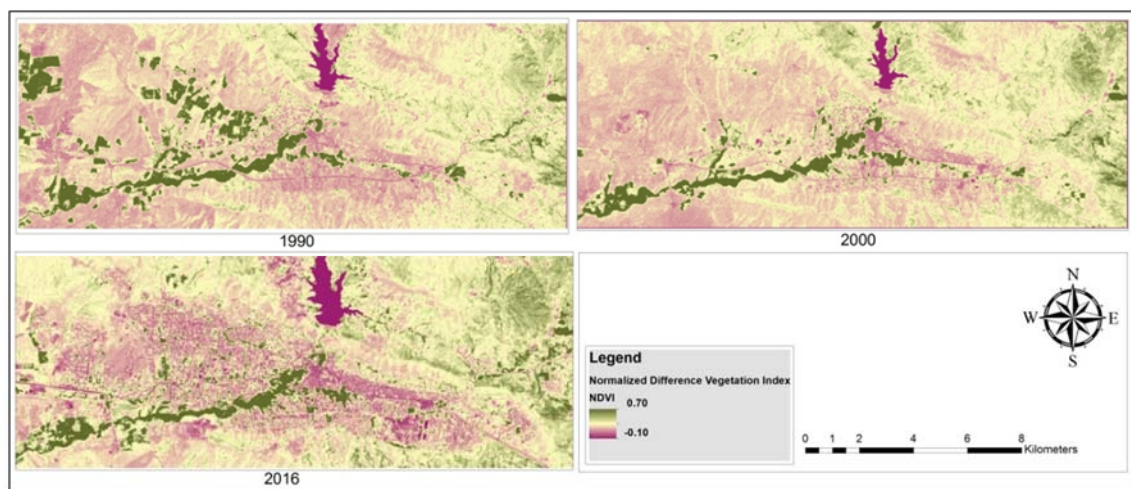 1990
2000
2016
N
W E
S
Legend
Normalized Difference Vegetation Index
NDVI
0.70
-0.10
0 2 4 6 8
Kilometers